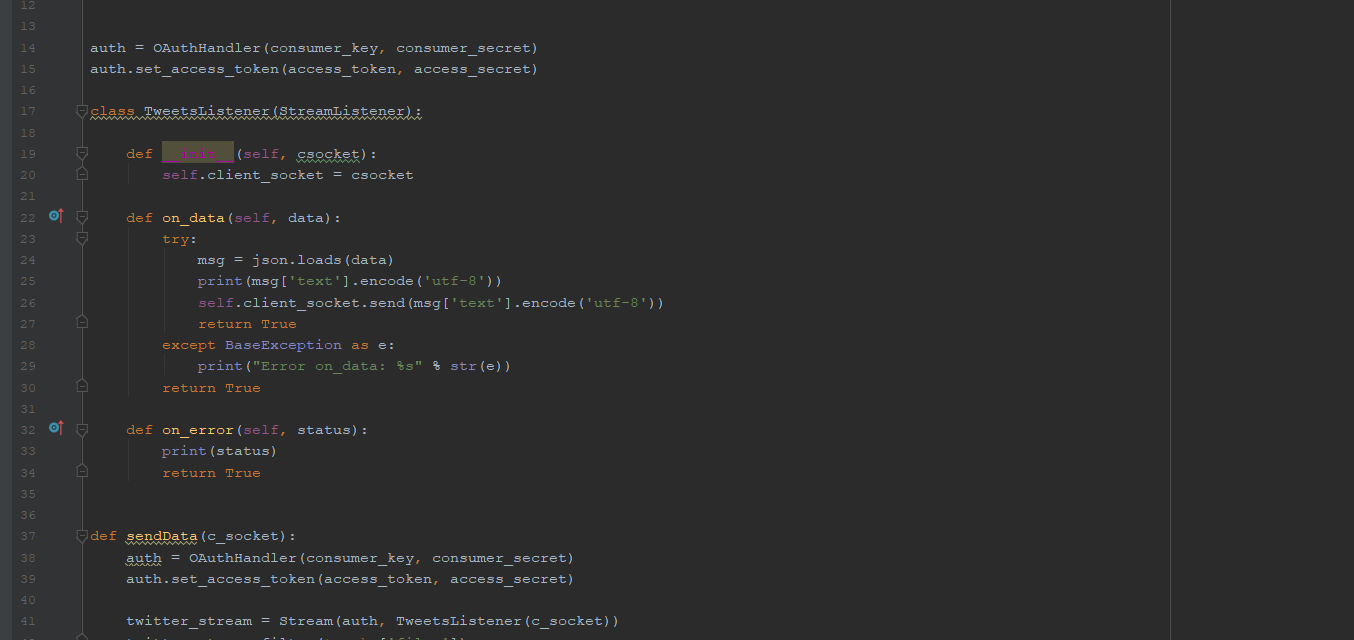 12
13
14 auth = OAuthHandler(consumer_key, consumer_secret)
15 auth.set_access_token(access_token, access_secret)
16
17 class TweetsListener(StreamListener):
18
19     def __init__(self, csocket):
20         self.client_socket = csocket
21
22     def on_data(self, data):
23         try:
24             msg = json.loads(data)
25             print(msg['text'].encode('utf-8'))
26             self.client_socket.send(msg['text'].encode('utf-8'))
27             return True
28         except BaseException as e:
29             print("Error on_data: %s" % str(e))
30         return True
31
32     def on_error(self, status):
33         print(status)
34         return True
35
36
37 def sendData(c_socket):
38     auth = OAuthHandler(consumer_key, consumer_secret)
39     auth.set_access_token(access_token, access_secret)
40
41     twitter_stream = Stream(auth, TweetsListener(c_socket))